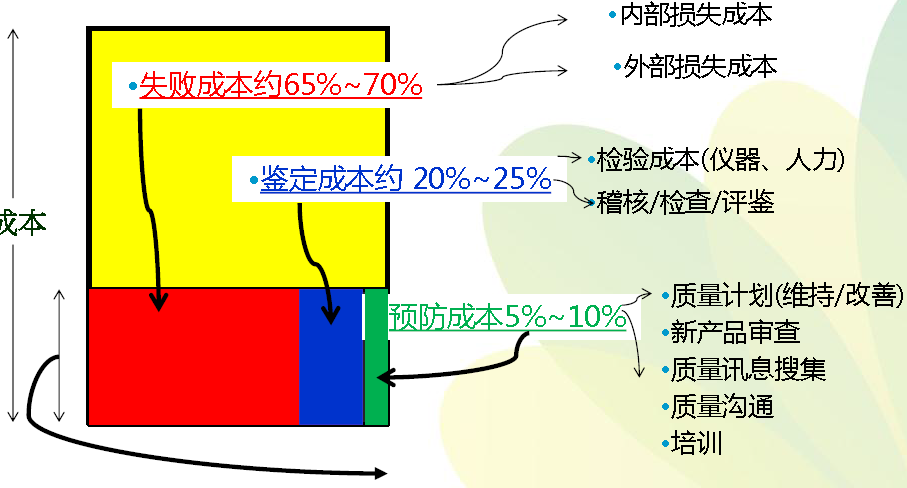 •内部损失成本
•外部损失成本
•失败成本约65%~70%
•鉴定成本约 20%~25%
•检验成本(仪器、人力)
•稽核/检查/评鉴
成本
预防成本5%~10%
•质量计划(维持/改善)
•新产品审查
•质量讯息搜集
•质量沟通
•培训